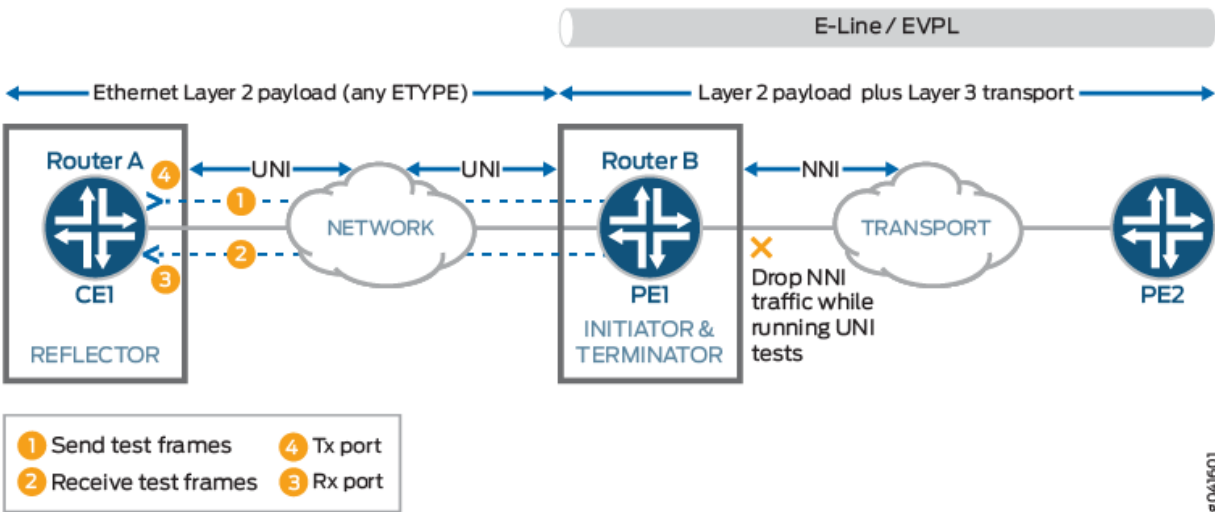 E-Line / EVPL
Ethernet Layer 2 payload (any ETYPE)
Layer 2 payload plus Layer 3 transport
Router A
4
UNI
UNI
Router B
NNI
1
NETWORK
TRANSPORT
2
3
CE1
PE1
PE2
Drop NNI
traffic while
running UNI
tests
REFLECTOR
INITIATOR &
TERMINATOR
1 Send test frames
4 Tx port
2 Receive test frames
3 Rx port
g041601